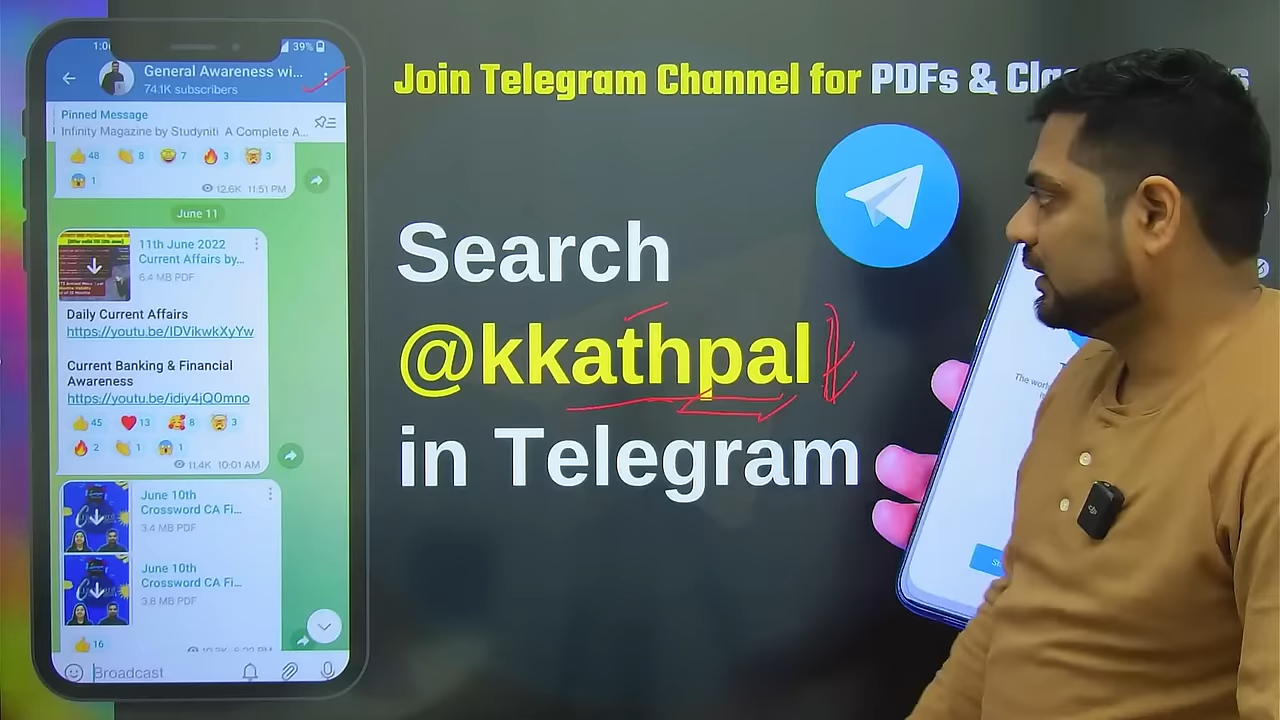 1:0
39%
General Awareness wi...
74.1K subscribers
Pinned Message
Infinity Magazine by Studyniti A Complete A...
48 8 7 3 3
1
12.6K 11:51 PM
June 11
11th June 2022
Current Affairs by...
6.4 MB PDF
Daily Current Affairs
https://youtu.be/IDVikwkXyYw
Current Banking & Financial
Awareness
https://youtu.be/idiy4jQ0mno
45 13 8 3
2 1 1
11.4K 10:01 AM
June 10th
Crossword CA Fi...
3.4 MB PDF
June 10th
Crossword CA Fi...
3.8 MB PDF
16
Broadcast
Join Telegram Channel for PDFs &
Search
@kkathpal
in Telegram
The